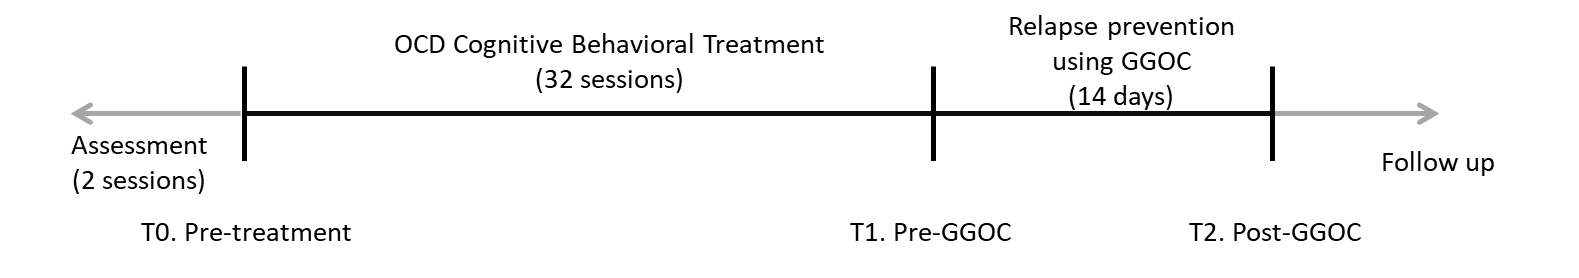 OCD Cognitive Behavioral Treatment
(32 sessions)
Relapse prevention
using GGOC
(14 days)
Assessment
(2 sessions)
Follow up
T0. Pre-treatment
T1. Pre-GGOC
T2. Post-GGOC